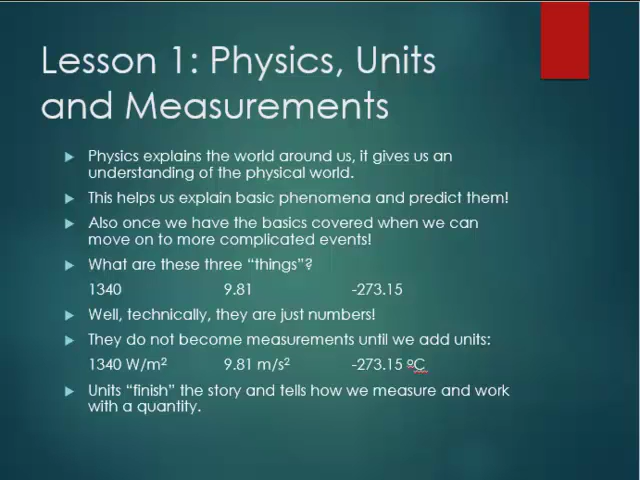 Lesson 1: Physics, Units
and Measurements
Physics explains the world around us, it gives us an
understanding of the physical world.
This helps us explain basic phenomena and predict them!
Also once we have the basics covered when we can
move on to more complicated events!
What are these three “things”?
1340 9.81 -273.15
Well, technically, they are just numbers!
They do not become measurements until we add units:
1340 W/m² 9.81 m/s² -273.15 ºC
Units “finish” the story and tells how we measure and work
with a quantity.